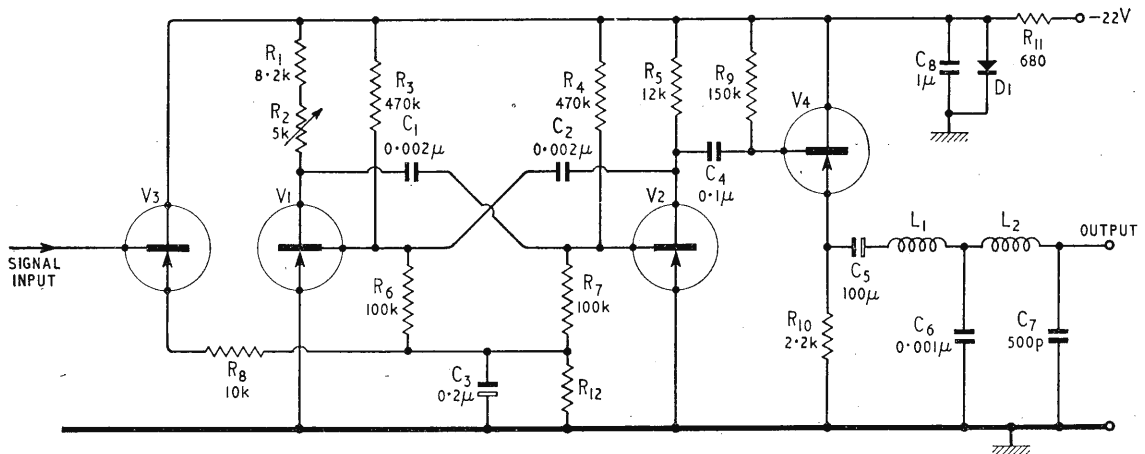 R1
8·2k
R2
5k
R3
470k
C1
0·002μ
C2
0·002μ
R4
470k
R5
12k
R9
150k
V4
C4
0·1μ
C8
1μ
D1
R11
680
−22V
V3
V1
V2
SIGNAL
INPUT
R6
100k
R7
100k
R8
10k
C3
0·2μ
R12
C5
100μ
R10
2·2k
L1
L2
OUTPUT
C6
0·001μ
C7
500p